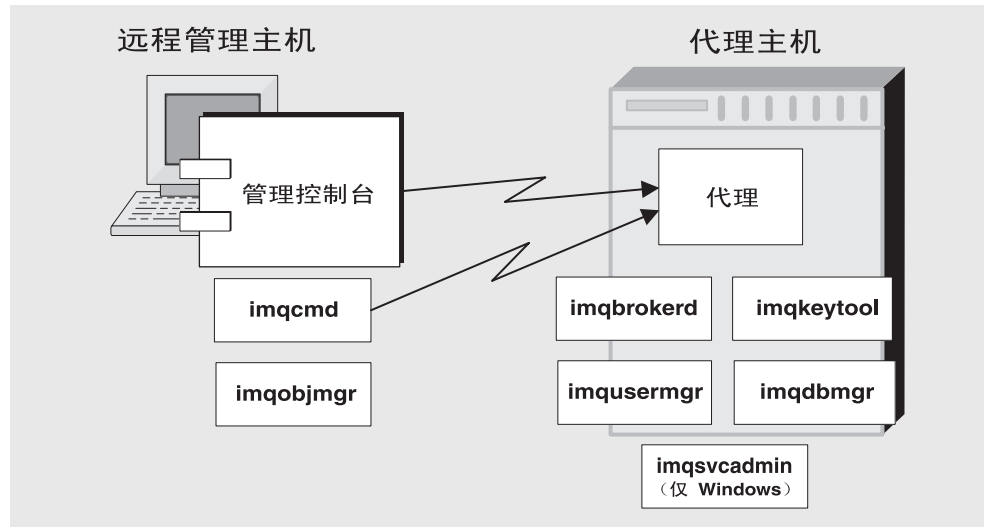 远程管理主机
代理主机
管理控制台
代理
imqcmd
imqobjmgr
imqbrokerd
imqkeytool
imqusermgr
imqdbmgr
imqsvcadmin
（仅 Windows）